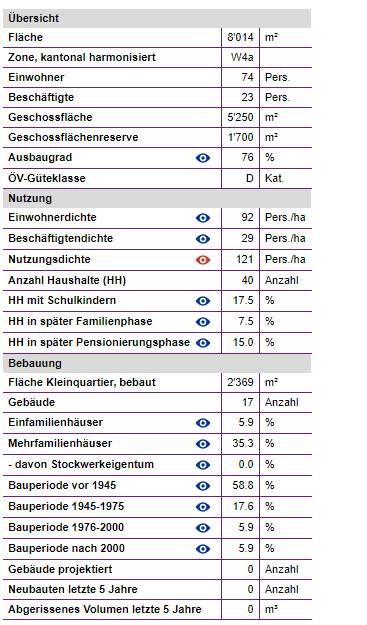 Übersicht
Fläche 8'014 m²
Zone, kantonal harmonisiert W4a
Einwohner 74 Pers.
Beschäftigte 23 Pers.
Geschossfläche 5'250 m²
Geschossflächenreserve 1'700 m²
Ausbaugrad 76 %
ÖV-Güteklasse D Kat.
Nutzung
Einwohnerdichte 92 Pers./ha
Beschäftigtendichte 29 Pers./ha
Nutzungsdichte 121 Pers./ha
Anzahl Haushalte (HH) 40 Anzahl
HH mit Schulkindern 17.5 %
HH in später Familienphase 7.5 %
HH in später Pensionierungsphase 15.0 %
Bebauung
Fläche Kleinquartier, bebaut 2'369 m²
Gebäude 17 Anzahl
Einfamilienhäuser 5.9 %
Mehrfamilienhäuser 35.3 %
- davon Stockwerkeigentum 0.0 %
Bauperiode vor 1945 58.8 %
Bauperiode 1945-1975 17.6 %
Bauperiode 1976-2000 5.9 %
Bauperiode nach 2000 5.9 %
Gebäude projektiert 0 Anzahl
Neubauten letzte 5 Jahre 0 Anzahl
Abgerissenes Volumen letzte 5 Jahre 0 m³